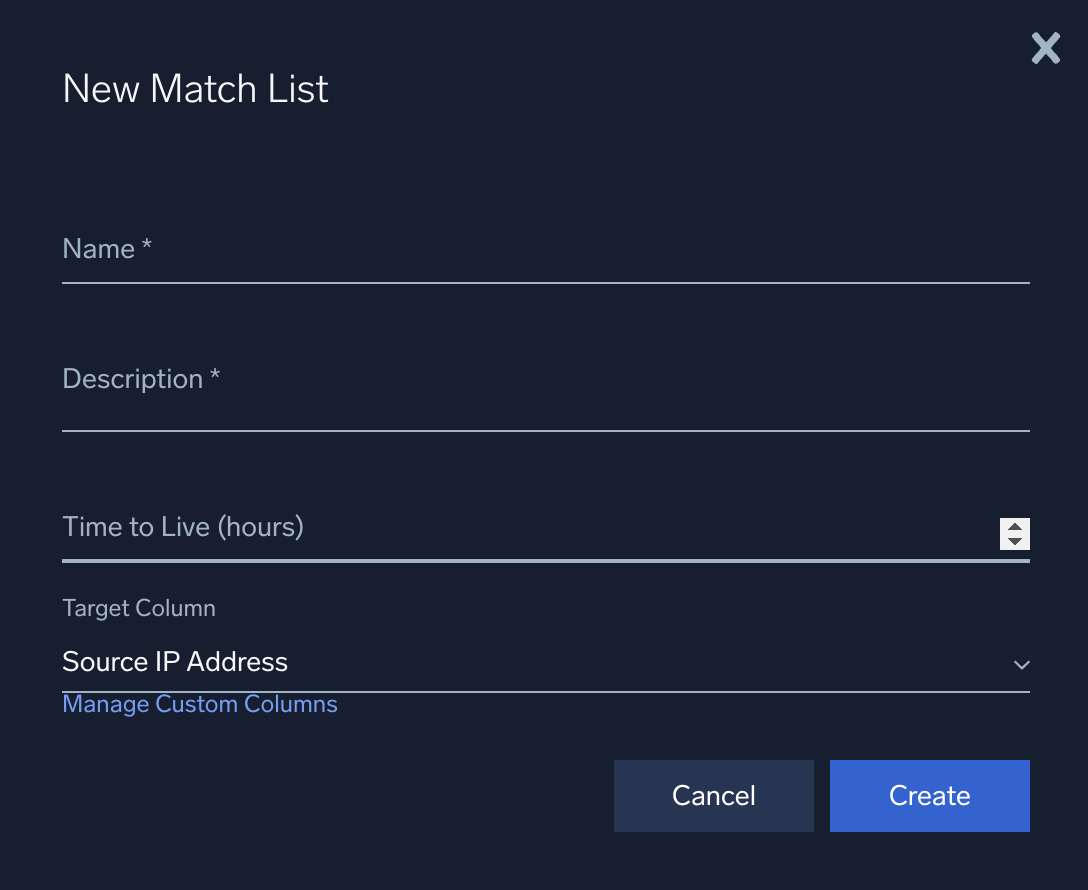 New Match List
Name *
Description *
Time to Live (hours)
Target Column
Source IP Address
Manage Custom Columns
Cancel
Create